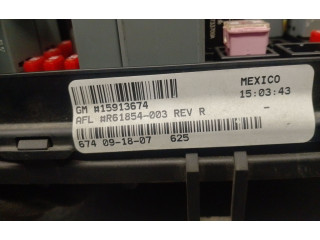 MEXICO
15:03:43
GM #15913674
AFL #R61854-003 REV R -
674 09-18-07 625